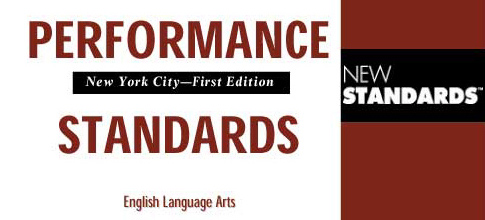 PERFORMANCE
New York City—First Edition
STANDARDS
English Language Arts
NEW
STANDARDS™